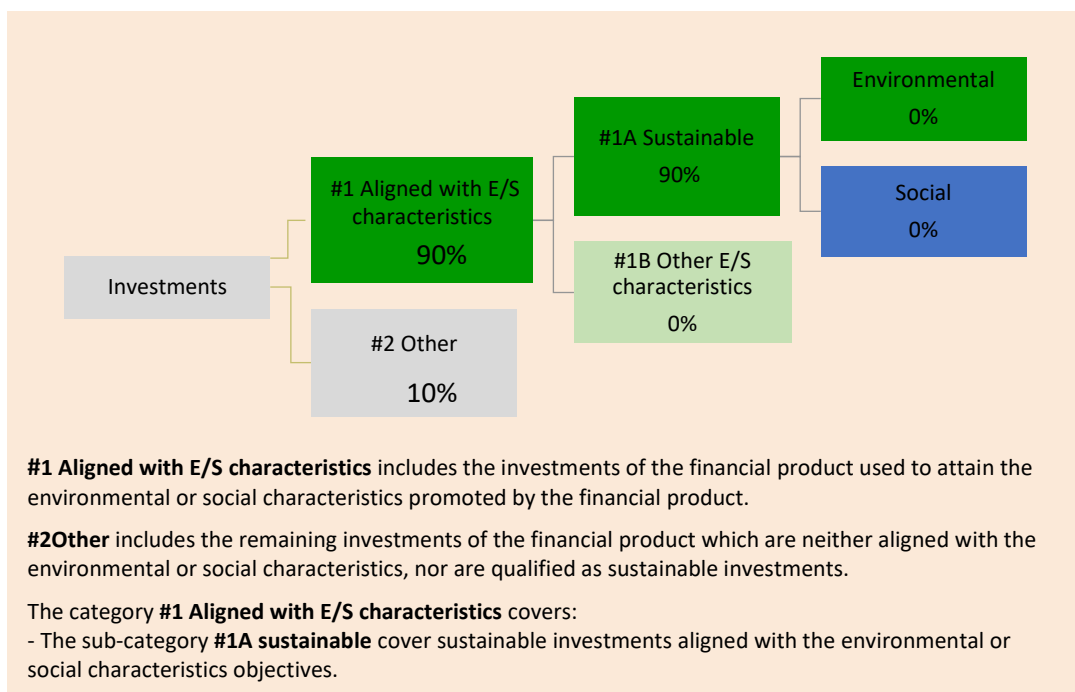 Investments
#1 Aligned with E/S
characteristics
90%
#2 Other
10%
#1A Sustainable
90%
#1B Other E/S
characteristics
0%
Environmental
0%
Social
0%
#1 Aligned with E/S characteristics includes the investments of the financial product used to attain the
environmental or social characteristics promoted by the financial product.
#2Other includes the remaining investments of the financial product which are neither aligned with the
environmental or social characteristics, nor are qualified as sustainable investments.
The category #1 Aligned with E/S characteristics covers:
- The sub-category #1A sustainable cover sustainable investments aligned with the environmental or
social characteristics objectives.